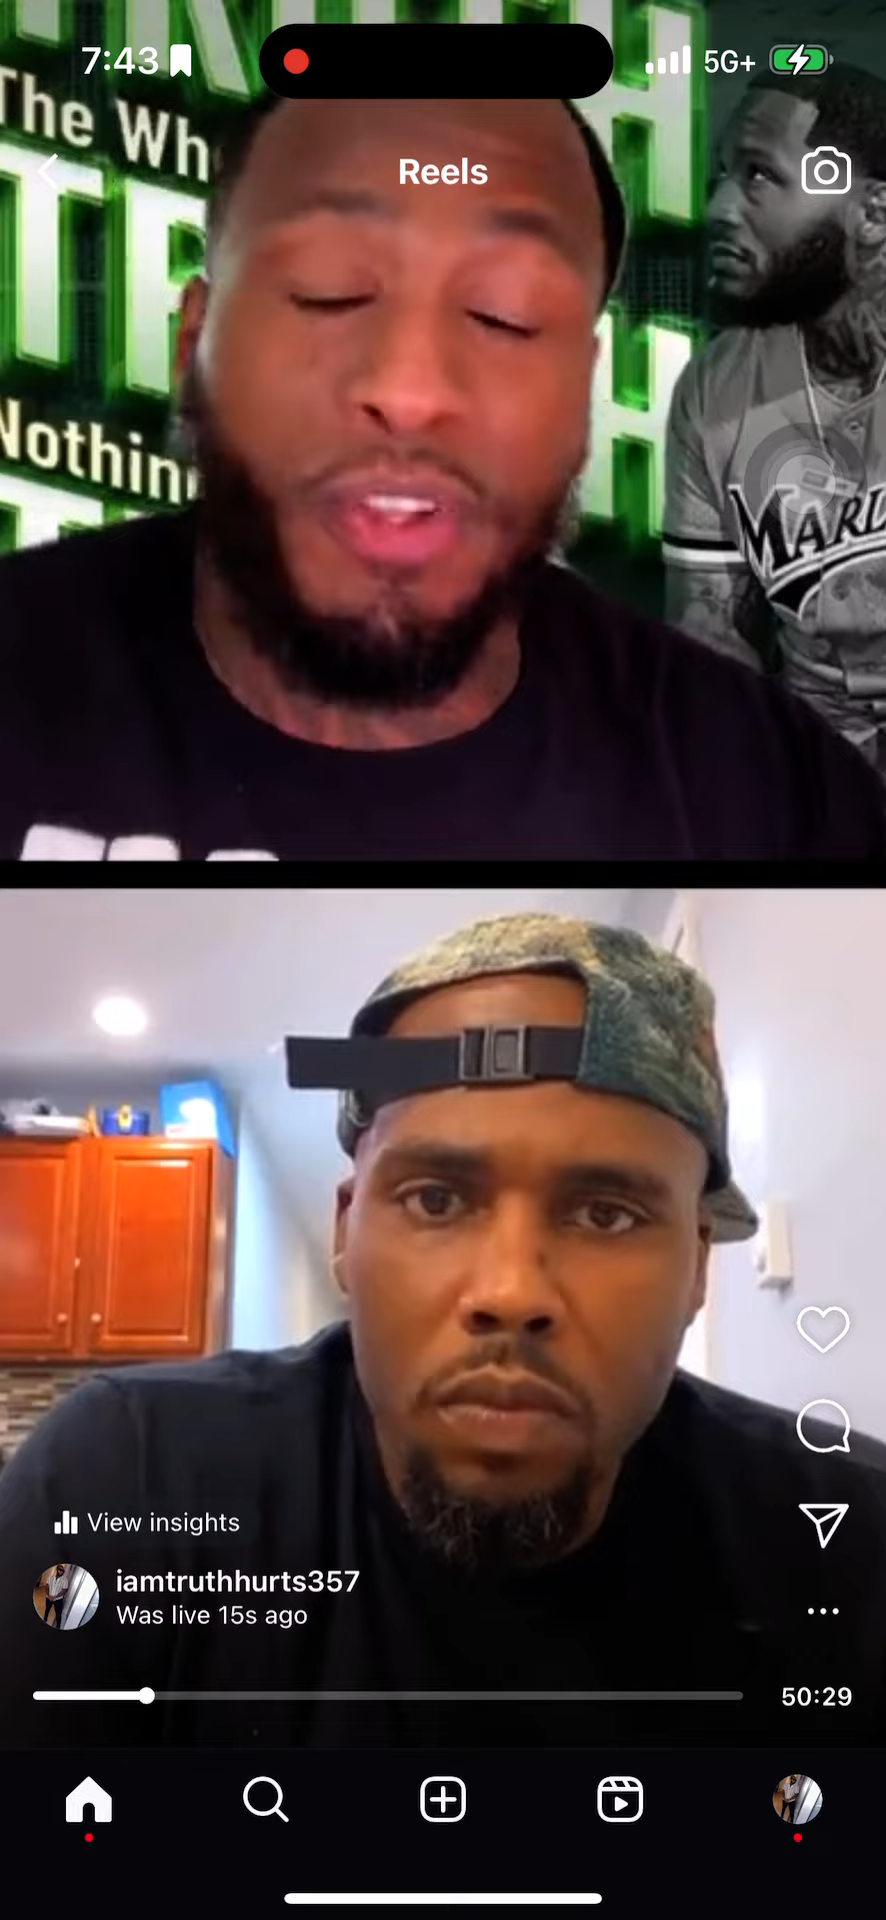 7:43
5G+
The Wh
Reels
Nothin
MARL
View insights
iamtruthhurts357
Was live 15s ago
50:29